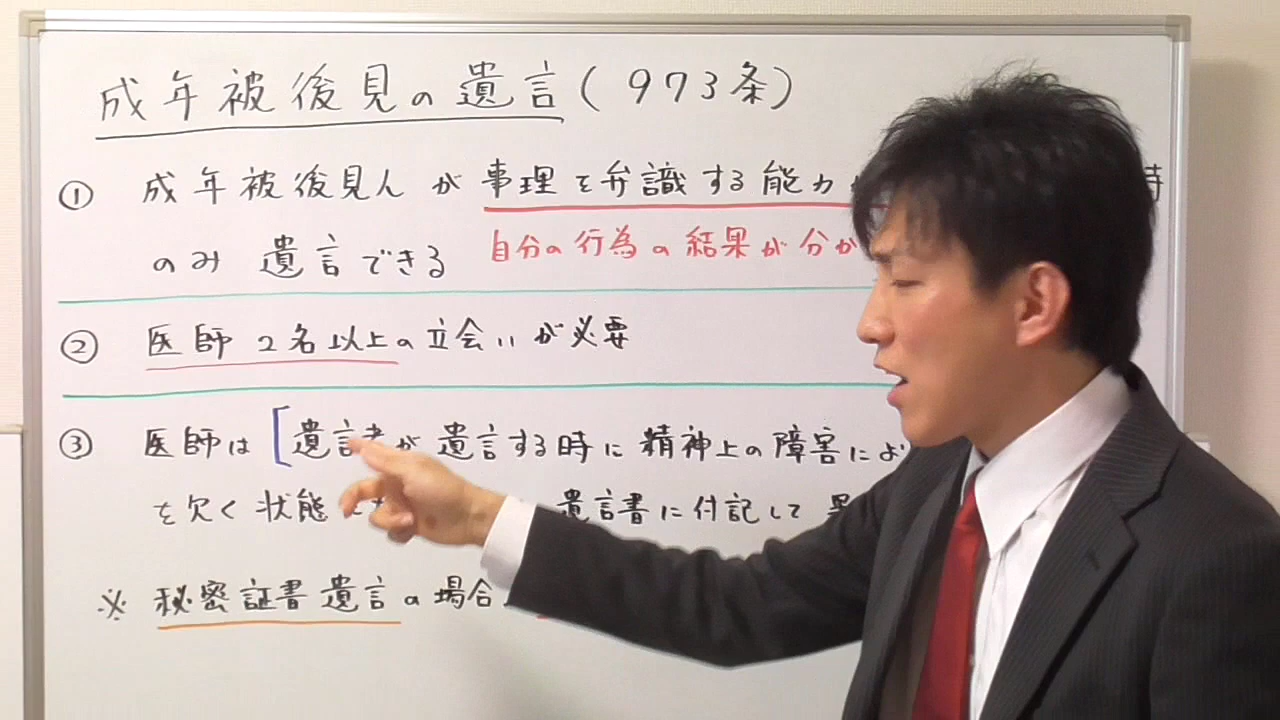 成年被後見の遺言(973条)
① 成年被後見人が事理を弁識する能力 時
のみ 遺言できる
自分の行為の結果が分か
② 医師2名以上の立会いが必要
③ 医師は[遺言者が遺言する時に精神上の障害によ
を欠く状態に 遺言書に付記して
※ 秘密証書遺言の場合